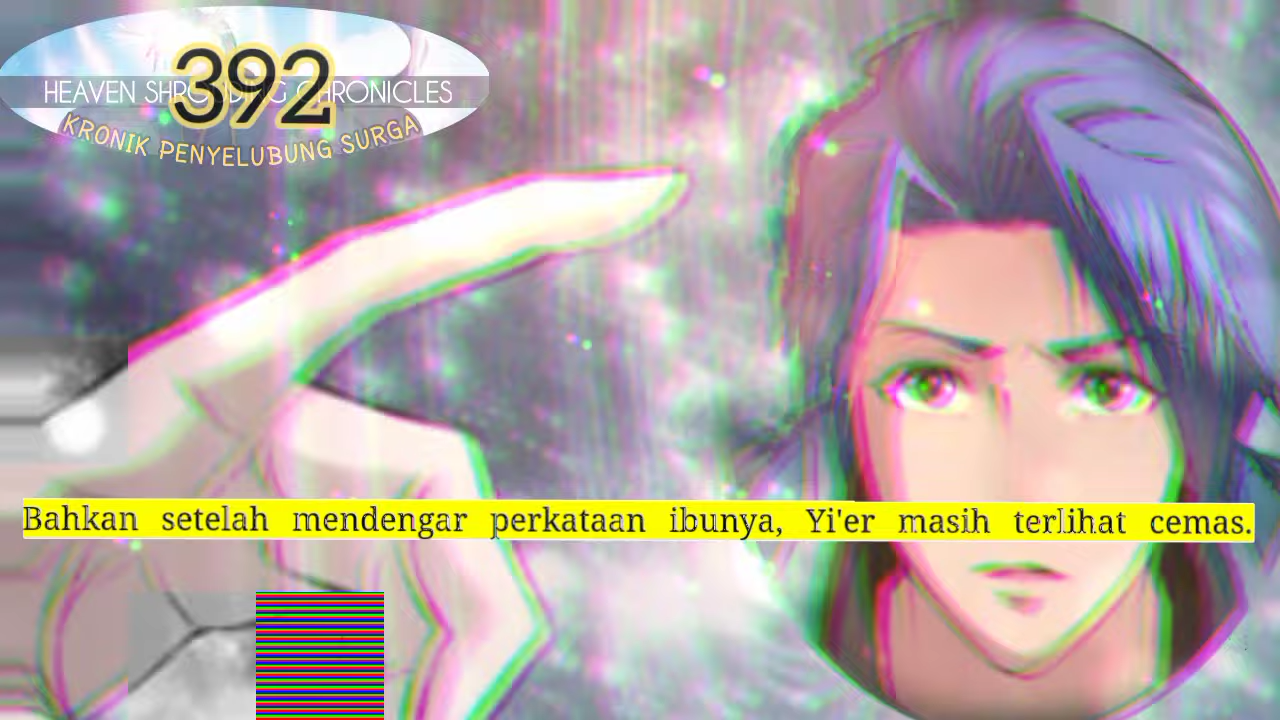 392
HEAVEN SHROUDING CHRONICLES
KRONIK PENYELUBUNG SURGA
Bahkan setelah mendengar perkataan ibunya, Yi'er masih terlihat cemas.